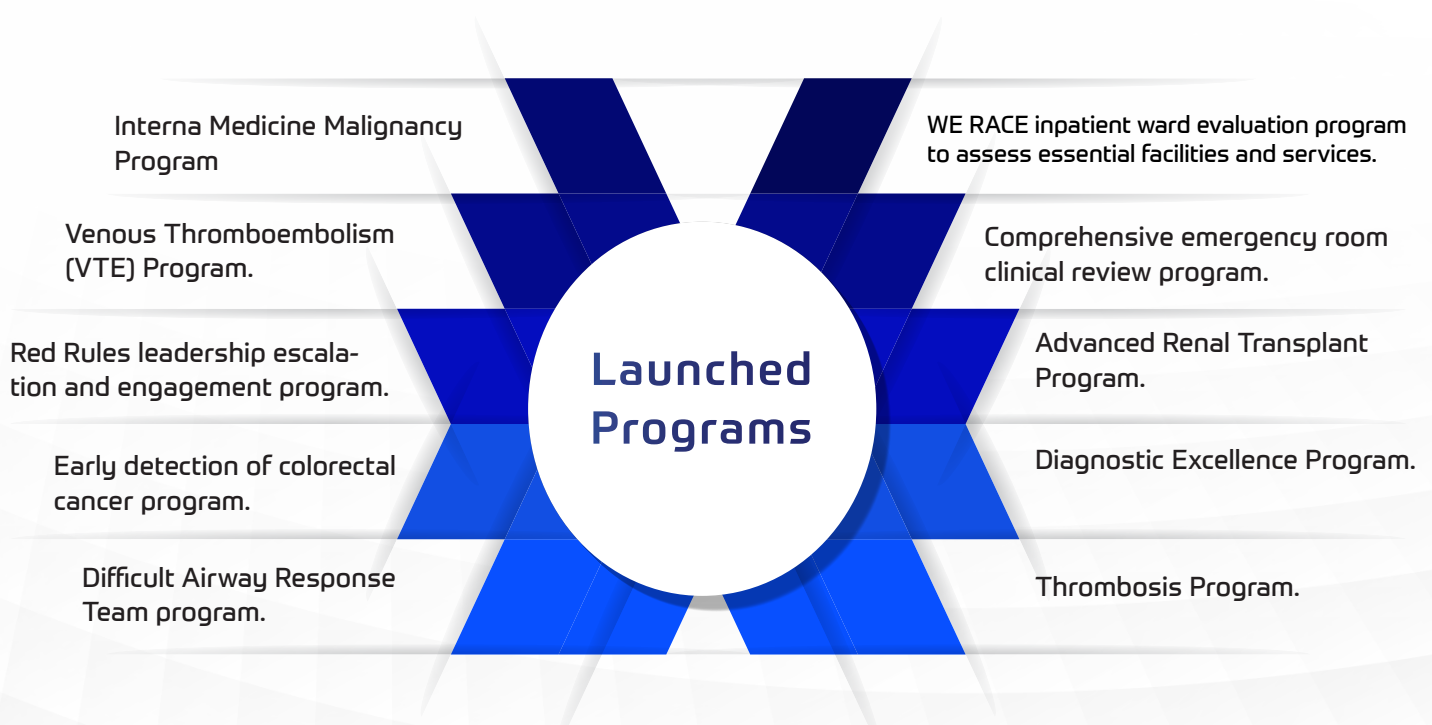 Interna Medicine Malignancy
Program
Venous Thromboembolism
(VTE) Program.
Red Rules leadership escala-
tion and engagement program.
Early detection of colorectal
cancer program.
Difficult Airway Response
Team program.
Launched
Programs
WE RACE inpatient ward evaluation program
to assess essential facilities and services.
Comprehensive emergency room
clinical review program.
Advanced Renal Transplant
Program.
Diagnostic Excellence Program.
Thrombosis Program.